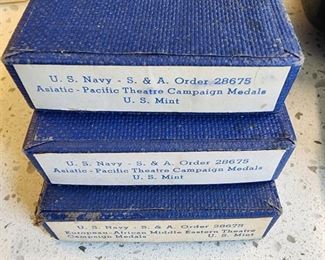 U. S. Navy - S. & A. Order 28675
Asiatic - Pacific Theatre Campaign Medals
U. S. Mint
U. S. Navy - S. & A. Order 28675
Asiatic - Pacific Theatre Campaign Medals
U. S. Mint
U. S. Navy - S. & A. Order 28675
European-African Middle Eastern Theatre
Campaign Medals U. S. Mint